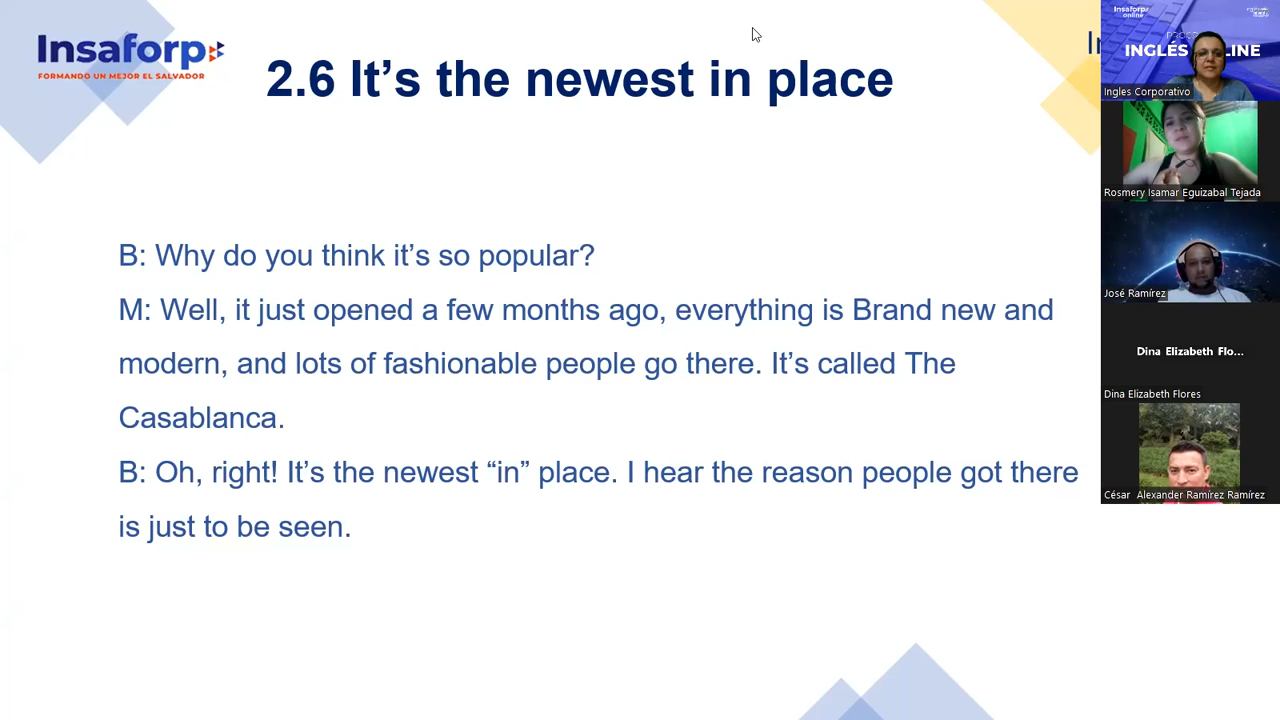 Insaforp
FORMANDO UN MEJOR EL SALVADOR
2.6 It's the newest in place
B: Why do you think it's so popular?
M: Well, it just opened a few months ago, everything is Brand new and
modern, and lots of fashionable people go there. It's called The
Casablanca.
B: Oh, right! It's the newest “in” place. I hear the reason people got there
is just to be seen.
Insaforp
online
INGLÉS
Ingles Corporativo
Rosmery Isamar Eguizabal Tejada
José Ramírez
Dina Elizabeth Flo...
Dina Elizabeth Flores
César Alexander Ramírez Ramírez